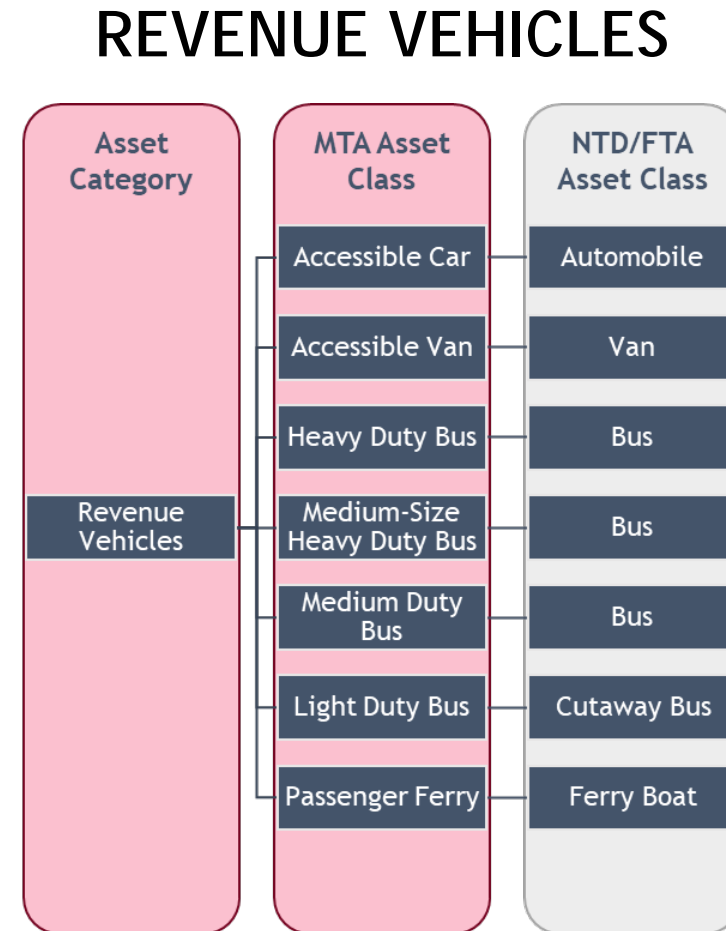 REVENUE VEHICLES
Asset
Category
MTA Asset
Class
NTD/FTA
Asset Class
Accessible Car
Automobile
Accessible Van
Van
Heavy Duty Bus
Bus
Revenue
Vehicles
Medium-Size
Heavy Duty Bus
Bus
Medium Duty
Bus
Bus
Light Duty Bus
Cutaway Bus
Passenger Ferry
Ferry Boat